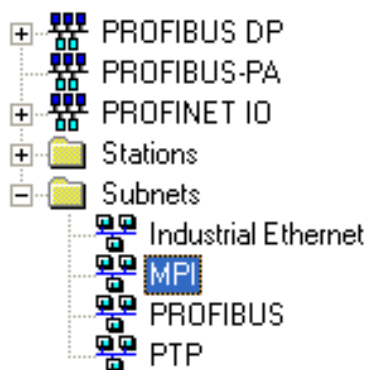 PROFIBUS DP
PROFIBUS-PA
PROFINET IO
Stations
Subnets
Industrial Ethernet
MPI
PROFIBUS
PTP